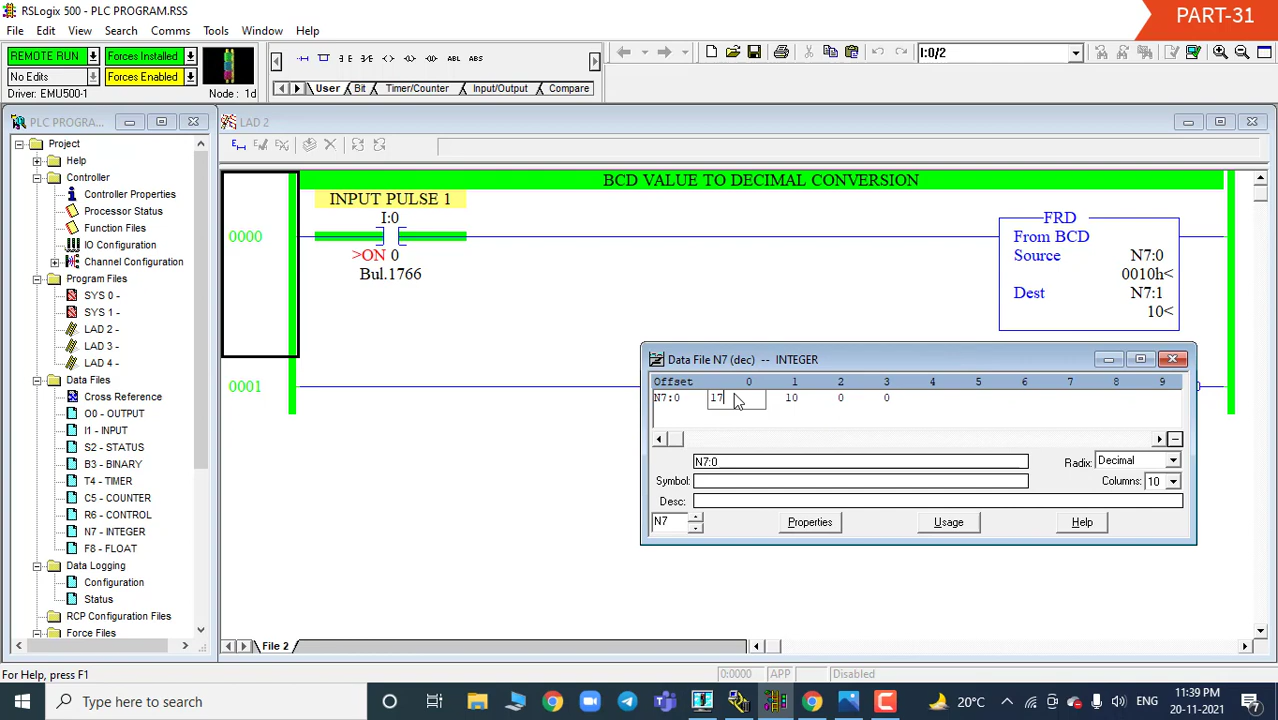 RSLogix 500 - PLC PROGRAM.RSS
PART-31
File Edit View Search Comms Tools Window Help
REMOTE RUN Forces Installed
No Edits Forces Enabled
Driver: EMU500-1 Node : 1d
ABL ABS
User Bit Timer/Counter Input/Output Compare
I:0/2
PLC PROGRA...
LAD 2
Project
Help
Controller
Controller Properties
Processor Status
Function Files
IO Configuration
Channel Configuration
Program Files
SYS 0 -
SYS 1 -
LAD 2 -
LAD 3 -
LAD 4 -
Data Files
Cross Reference
O0 - OUTPUT
I1 - INPUT
S2 - STATUS
B3 - BINARY
T4 - TIMER
C5 - COUNTER
R6 - CONTROL
N7 - INTEGER
F8 - FLOAT
Data Logging
Configuration
Status
RCP Configuration Files
Force Files
BCD VALUE TO DECIMAL CONVERSION
INPUT PULSE 1
I:0
0000
>ON 0
Bul.1766
FRD
From BCD
Source N7:0
0010h<
Dest N7:1
10<
0001
Data File N7 (dec) -- INTEGER
Offset 0 1 2 3 4 5 6 7 8 9
N7:0 17 10 0 0
N7:0
Radix: Decimal
Symbol:
Columns: 10
Desc:
N7 Properties Usage Help
File 2
For Help, press F1
0:0000 APP Disabled
Type here to search
20°C
ENG
11:39 PM
20-11-2021
7